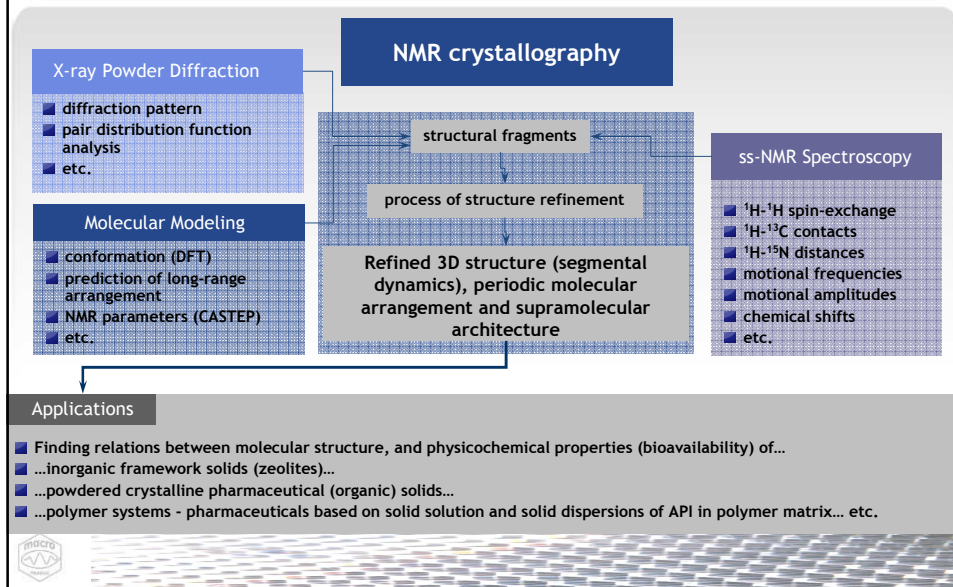 NMR crystallography
X-ray Powder Diffraction
diffraction pattern
pair distribution function
analysis
etc.
Molecular Modeling
conformation (DFT)
prediction of long-range
arrangement
NMR parameters (CASTEP)
etc.
structural fragments
process of structure refinement
Refined 3D structure (segmental
dynamics), periodic molecular
arrangement and supramolecular
architecture
ss-NMR Spectroscopy
¹H-¹H spin-exchange
¹H-¹³C contacts
¹H-¹⁵N distances
motional frequencies
motional amplitudes
chemical shifts
etc.
Applications
Finding relations between molecular structure, and physicochemical properties (bioavailability) of…
…inorganic framework solids (zeolites)…
…powdered crystalline pharmaceutical (organic) solids…
…polymer systems - pharmaceuticals based on solid solution and solid dispersions of API in polymer matrix… etc.
macro